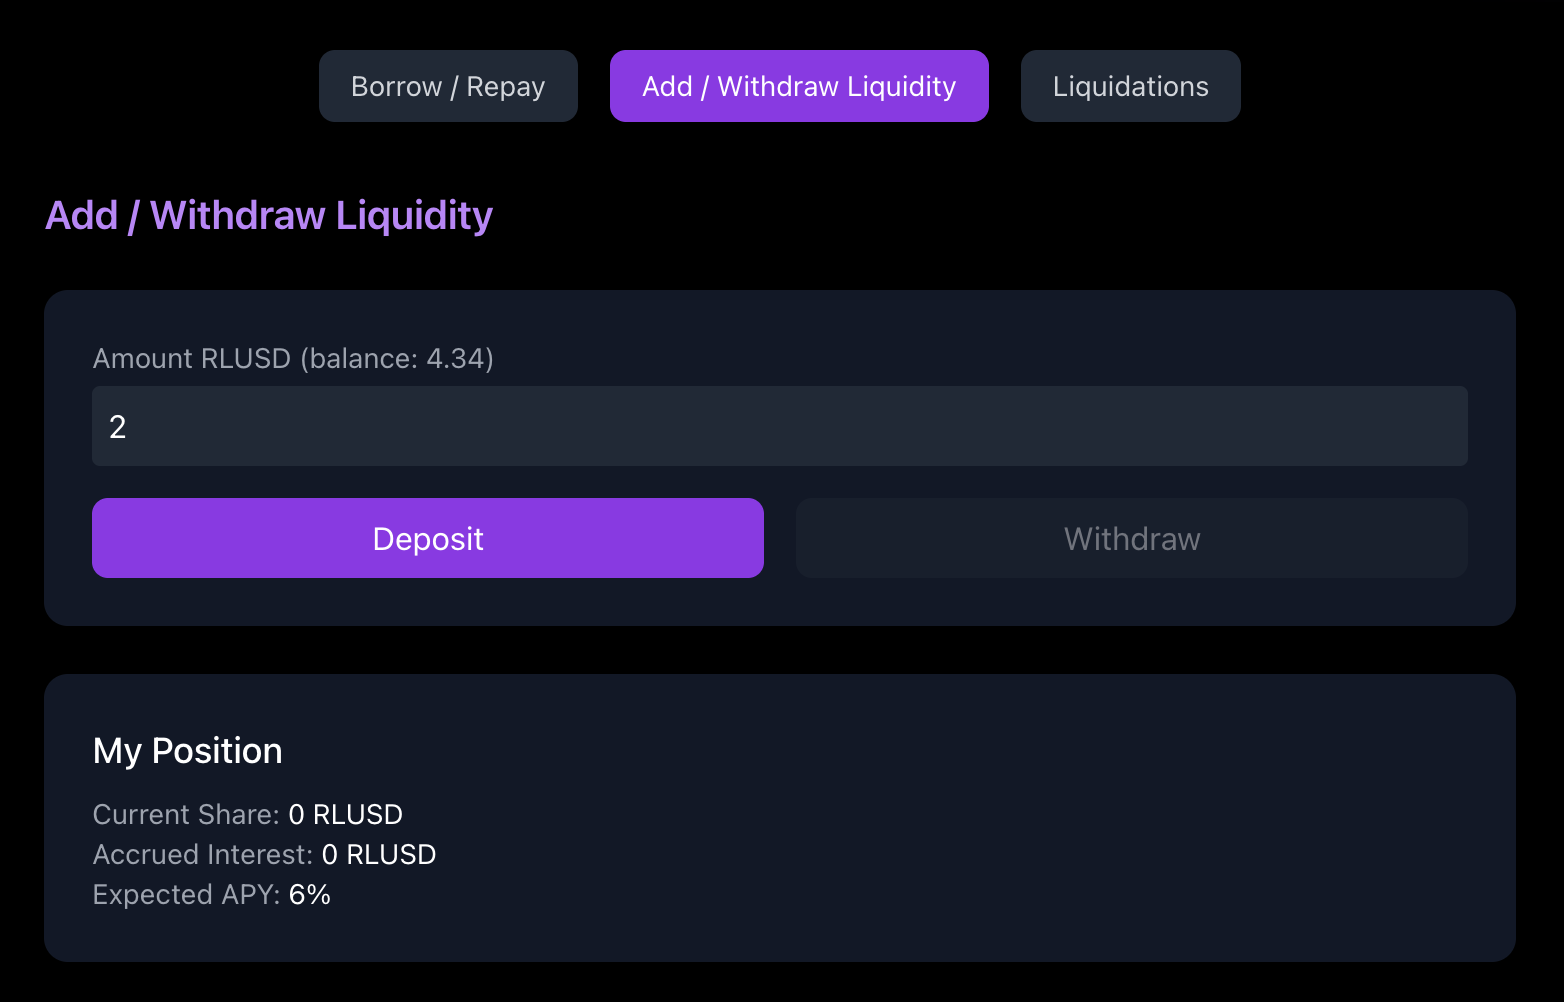 Borrow / Repay
Add / Withdraw Liquidity
Liquidations
Add / Withdraw Liquidity
Amount RLUSD (balance: 4.34)
2
Deposit
Withdraw
My Position
Current Share: 0 RLUSD
Accrued Interest: 0 RLUSD
Expected APY: 6%